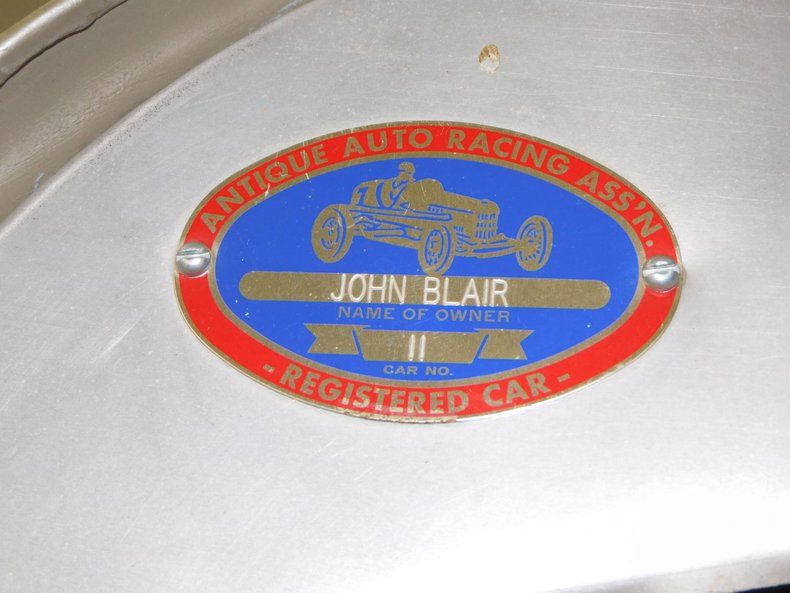 ANTIQUE AUTO RACING ASS'N.
JOHN BLAIR
NAME OF OWNER
11
CAR NO.
- REGISTERED CAR -